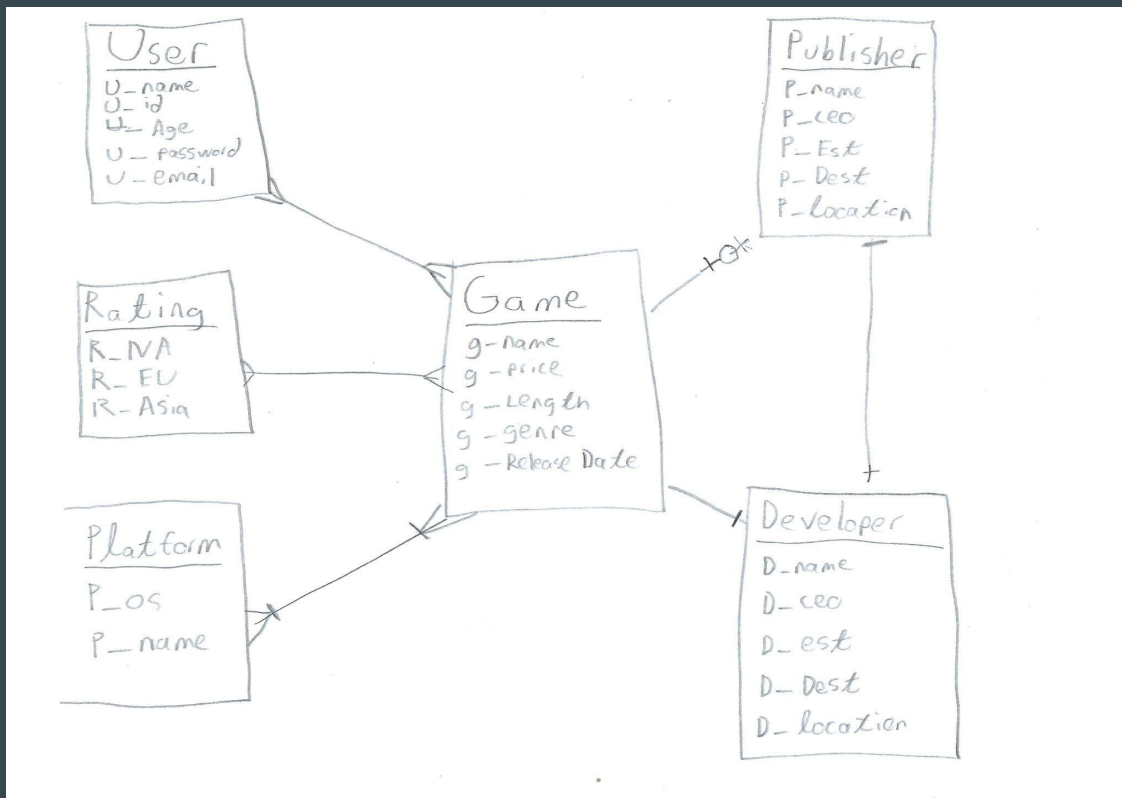 User
U_name
U_id
U_Age
U_password
U_email
Publisher
P_name
P_ceo
P_Est
P_Dest
P_location
Rating
R_NA
R_EU
R_Asia
Game
g-name
g-price
g-Length
g-genre
g-Release Date
Platform
P_os
P_name
Developer
D_name
D_ceo
D_est
D_Dest
D_location